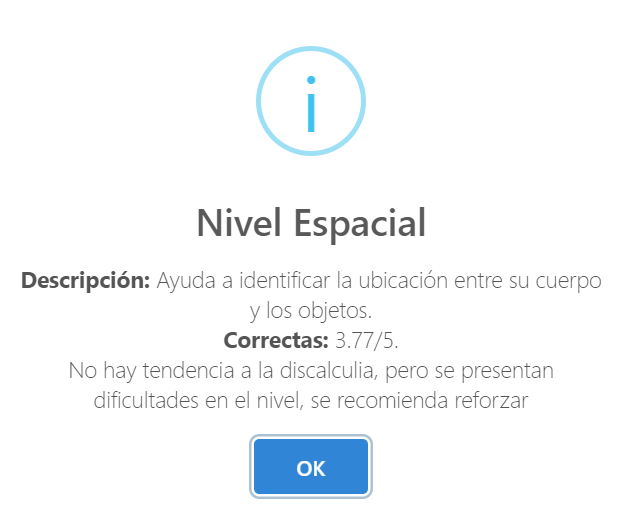 Nivel Espacial
Descripción: Ayuda a identificar la ubicación entre su cuerpo
y los objetos.
Correctas: 3.77/5.
No hay tendencia a la discalculia, pero se presentan
dificultades en el nivel, se recomienda reforzar
OK